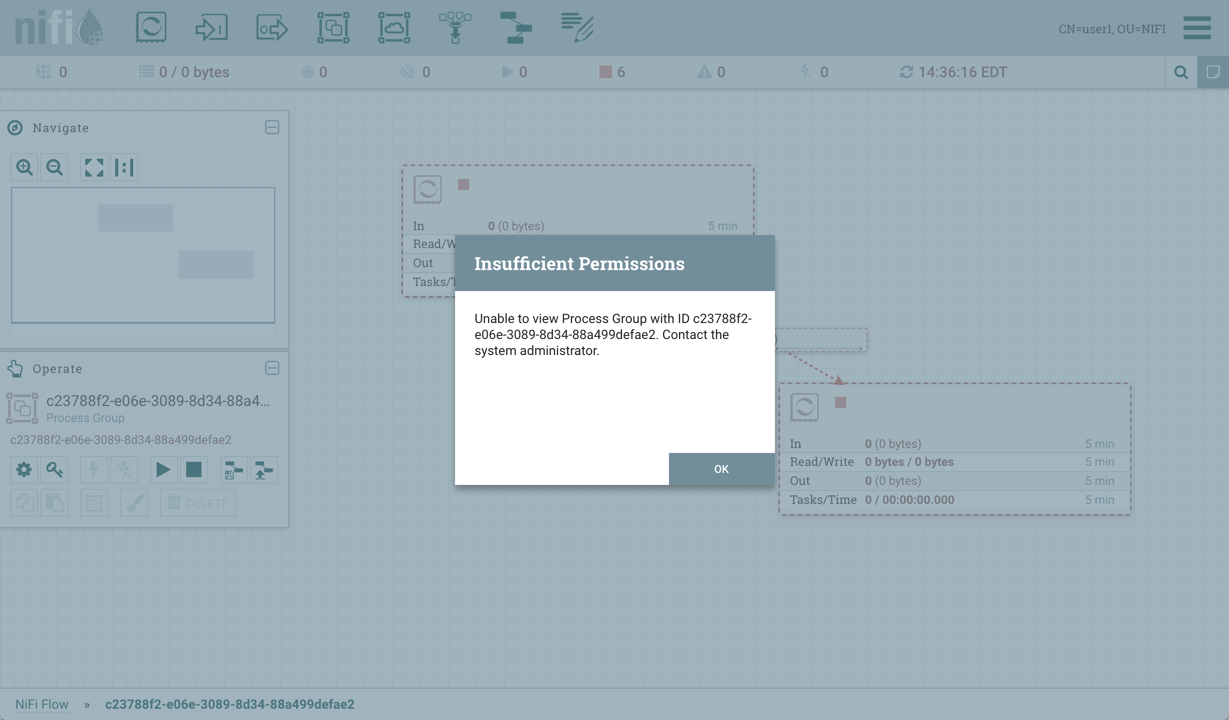 nifi
CN=user1, OU=NIFI
0
0 / 0 bytes
0
0
0
6
0
0
14:36:16 EDT
Navigate
In 0 (0 bytes) 5 min
Read/W
Out
Tasks/T
Insufficient Permissions
Unable to view Process Group with ID c23788f2-
e06e-3089-8d34-88a499defae2. Contact the
system administrator.
OK
Operate
c23788f2-e06e-3089-8d34-88a4...
Process Group
c23788f2-e06e-3089-8d34-88a499defae2
DELETE
In 0 (0 bytes) 5 min
Read/Write 0 bytes / 0 bytes 5 min
Out 0 (0 bytes) 5 min
Tasks/Time 0 / 00:00:00.000 5 min
NiFi Flow » c23788f2-e06e-3089-8d34-88a499defae2